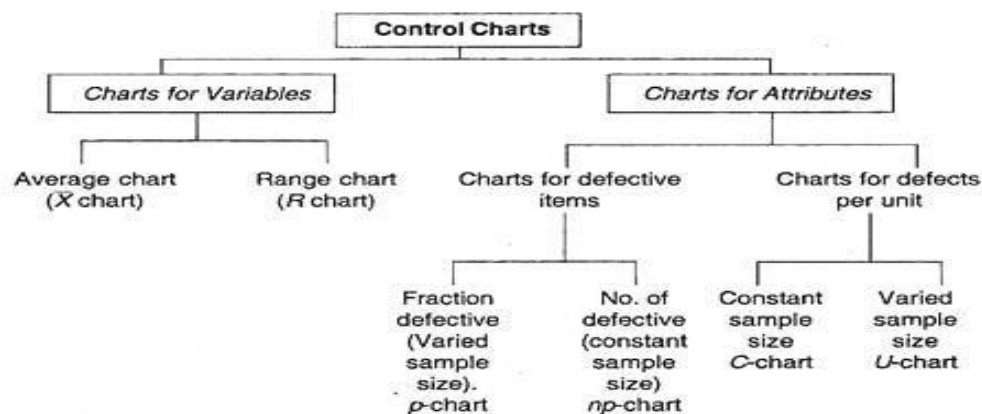 Control Charts
Charts for Variables
Charts for Attributes
Average chart
(X̄ chart)
Range chart
(R chart)
Charts for defective
items
Charts for defects
per unit
Fraction
defective
(Varied
sample
size).
p-chart
No. of
defective
(constant
sample
size)
np-chart
Constant
sample
size
C-chart
Varied
sample
size
U-chart